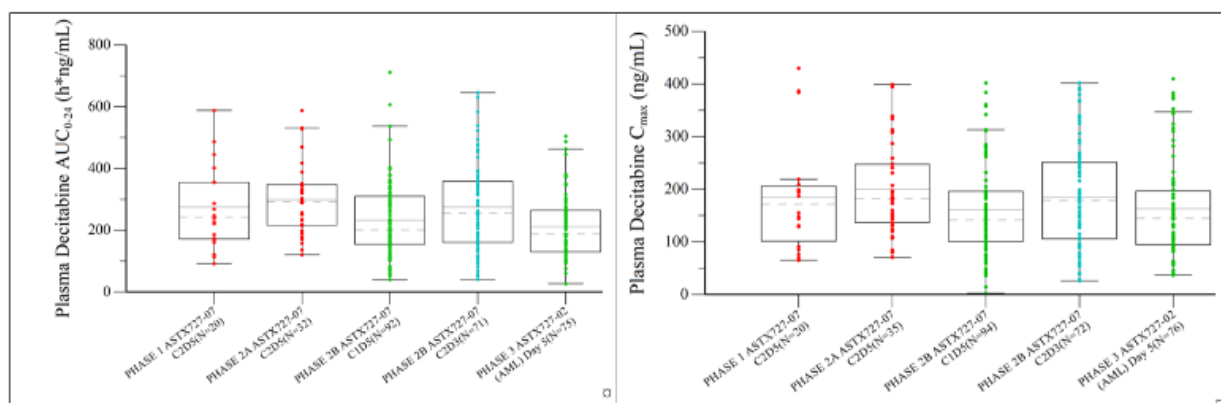 Plasma Decitabine AUC0-24 (h*ng/mL)
800
600
400
200
0
PHASE 1 ASTX727-07
C2D5(N=20)
PHASE 2A ASTX727-07
C2D5(N=32)
PHASE 2B ASTX727-07
C1D5(N=92)
PHASE 2B ASTX727-07
C2D3(N=71)
PHASE 3 ASTX727-02
(AML) Day 5(N=75)
Plasma Decitabine Cmax (ng/mL)
500
400
300
200
100
0
PHASE 1 ASTX727-07
C2D5(N=20)
PHASE 2A ASTX727-07
C2D5(N=35)
PHASE 2B ASTX727-07
C1D5(N=94)
PHASE 2B ASTX727-07
C2D3(N=72)
PHASE 3 ASTX727-02
(AML) Day 5(N=76)